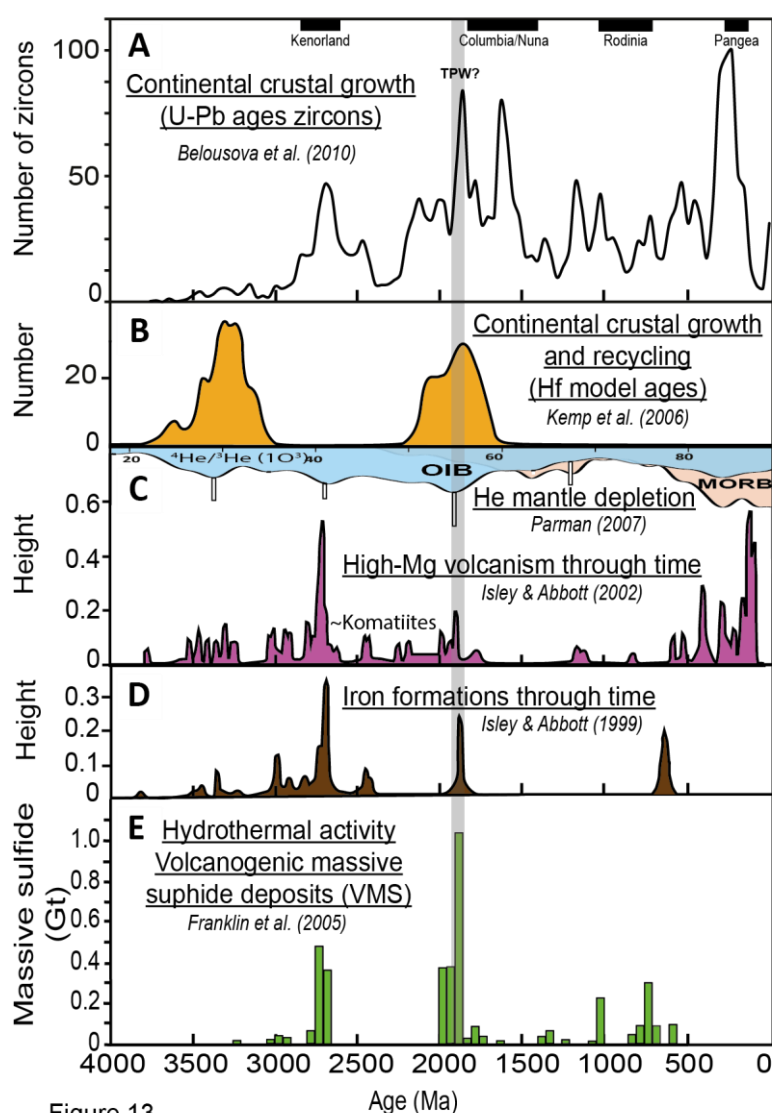 Kenorland
Columbia/Nuna
Rodinia
Pangea
A
TPW?
Continental crustal growth
(U-Pb ages zircons)
Belousova et al. (2010)
Number of zircons
100
50
0
B
Continental crustal growth
and recycling
(Hf model ages)
Kemp et al. (2006)
Number
20
0
20
⁴He/³He (10³)
40
OIB
60
80
MORB
C
He mantle depletion
Parman (2007)
High-Mg volcanism through time
Isley & Abbott (2002)
~Komatiites
Height
0.6
0.4
0.2
0
D
Iron formations through time
Isley & Abbott (1999)
Height
0.3
0.2
0.1
0
E
Hydrothermal activity
Volcanogenic massive
suphide deposits (VMS)
Franklin et al. (2005)
Massive sulfide
(Gt)
1.0
0.8
0.6
0.4
0.2
0
4000 3500 3000 2500 2000 1500 1000 500 0
Age (Ma)
Figure 13